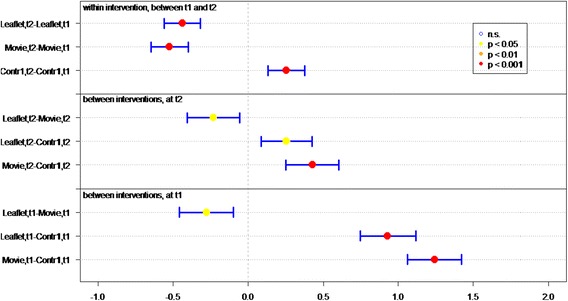 within intervention, between t1 and t2
Leaflet,t2-Leaflet,t1
Movie,t2-Movie,t1
Contr1,t2-Contr1,t1
n.s.
p < 0.05
p < 0.01
p < 0.001
between interventions, at t2
Leaflet,t2-Movie,t2
Leaflet,t2-Contr1,t2
Movie,t2-Contr1,t2
between interventions, at t1
Leaflet,t1-Movie,t1
Leaflet,t1-Contr1,t1
Movie,t1-Contr1,t1
-1.0 -0.5 0.0 0.5 1.0 1.5 2.0